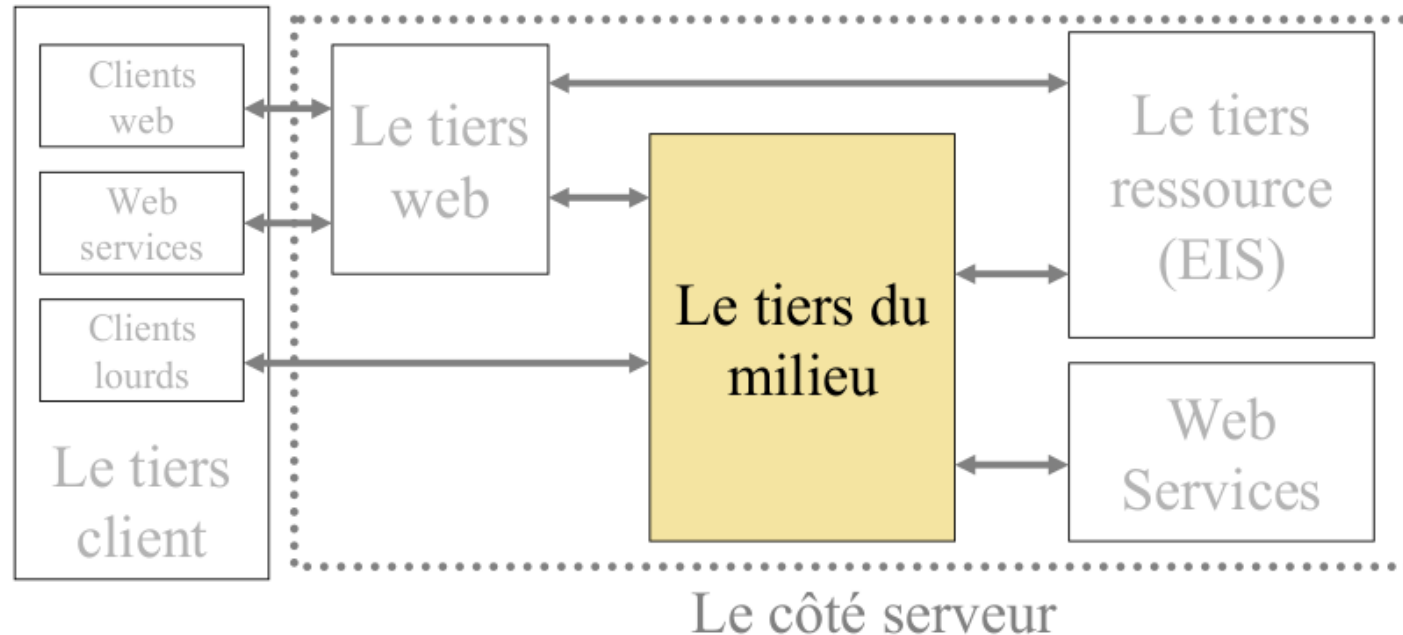 Clients
web
Web
services
Clients
lourds
Le tiers
client
Le tiers
web
Le tiers du
milieu
Le tiers
ressource
(EIS)
Web
Services
Le côté serveur